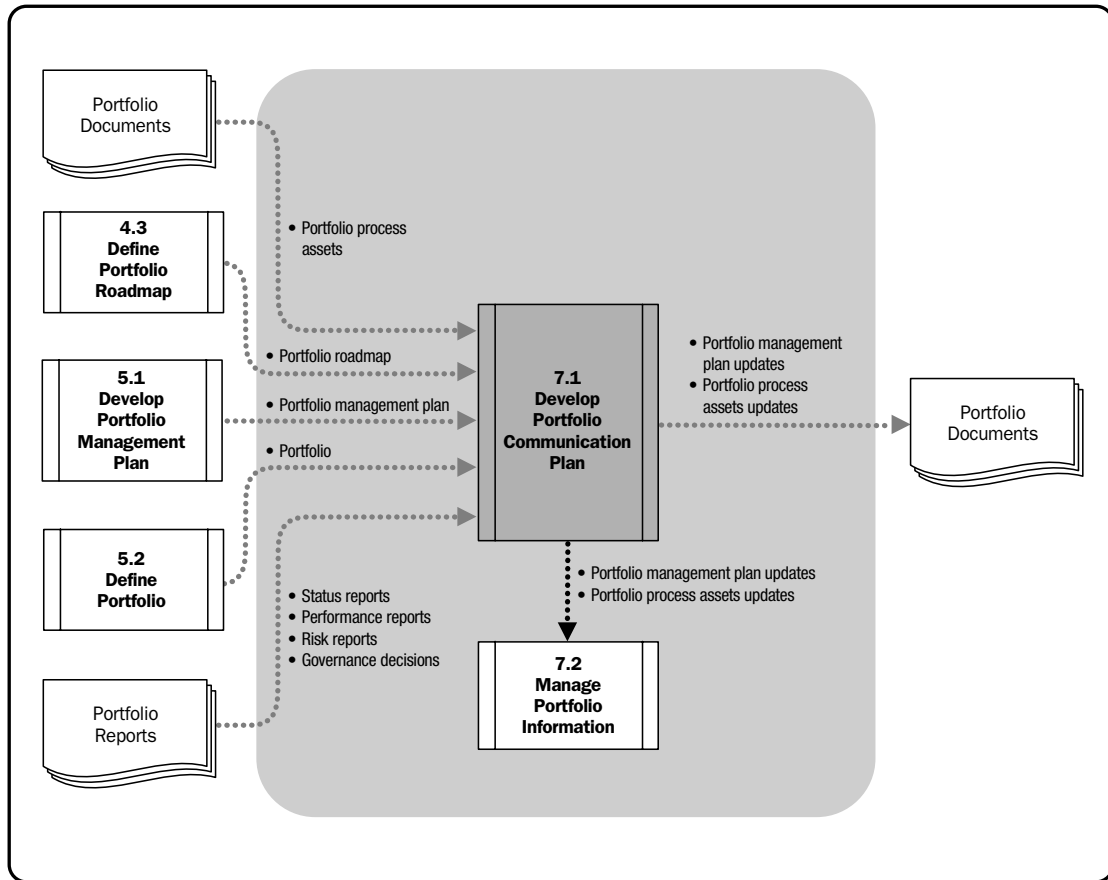 Portfolio
Documents
4.3
Define
Portfolio
Roadmap
5.1
Develop
Portfolio
Management
Plan
5.2
Define
Portfolio
Portfolio
Reports
• Portfolio process
assets
• Portfolio roadmap
• Portfolio management plan
• Portfolio
• Status reports
• Performance reports
• Risk reports
• Governance decisions
7.1
Develop
Portfolio
Communication
Plan
• Portfolio management plan updates
• Portfolio process assets updates
7.2
Manage
Portfolio
Information
• Portfolio management
plan updates
• Portfolio process
assets updates
Portfolio
Documents